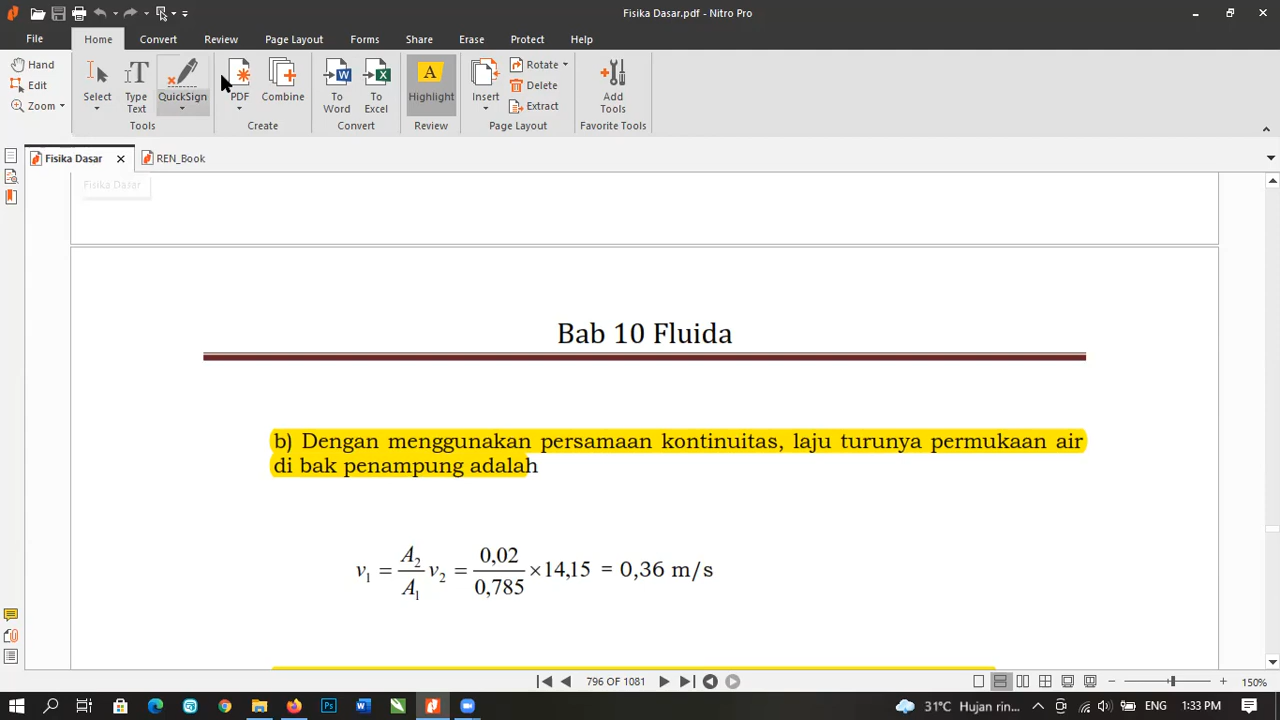 Fisika Dasar.pdf - Nitro Pro
File Home Convert Review Page Layout Forms Share Erase Protect Help
Hand
Edit
Zoom
Select
Type Text
QuickSign
Tools
PDF
Combine
Create
To Word
To Excel
Convert
A
Highlight
Review
Insert
Rotate
Delete
Extract
Page Layout
Add Tools
Favorite Tools
Fisika Dasar
REN_Book
Fisika Dasar
Bab 10 Fluida
b) Dengan menggunakan persamaan kontinuitas, laju turunya permukaan air
di bak penampung adalah
v₁ = A₂/A₁ v₂ = 0,02/0,785 × 14,15 = 0,36 m/s
796 OF 1081
150%
31°C Hujan rin...
ENG
1:33 PM